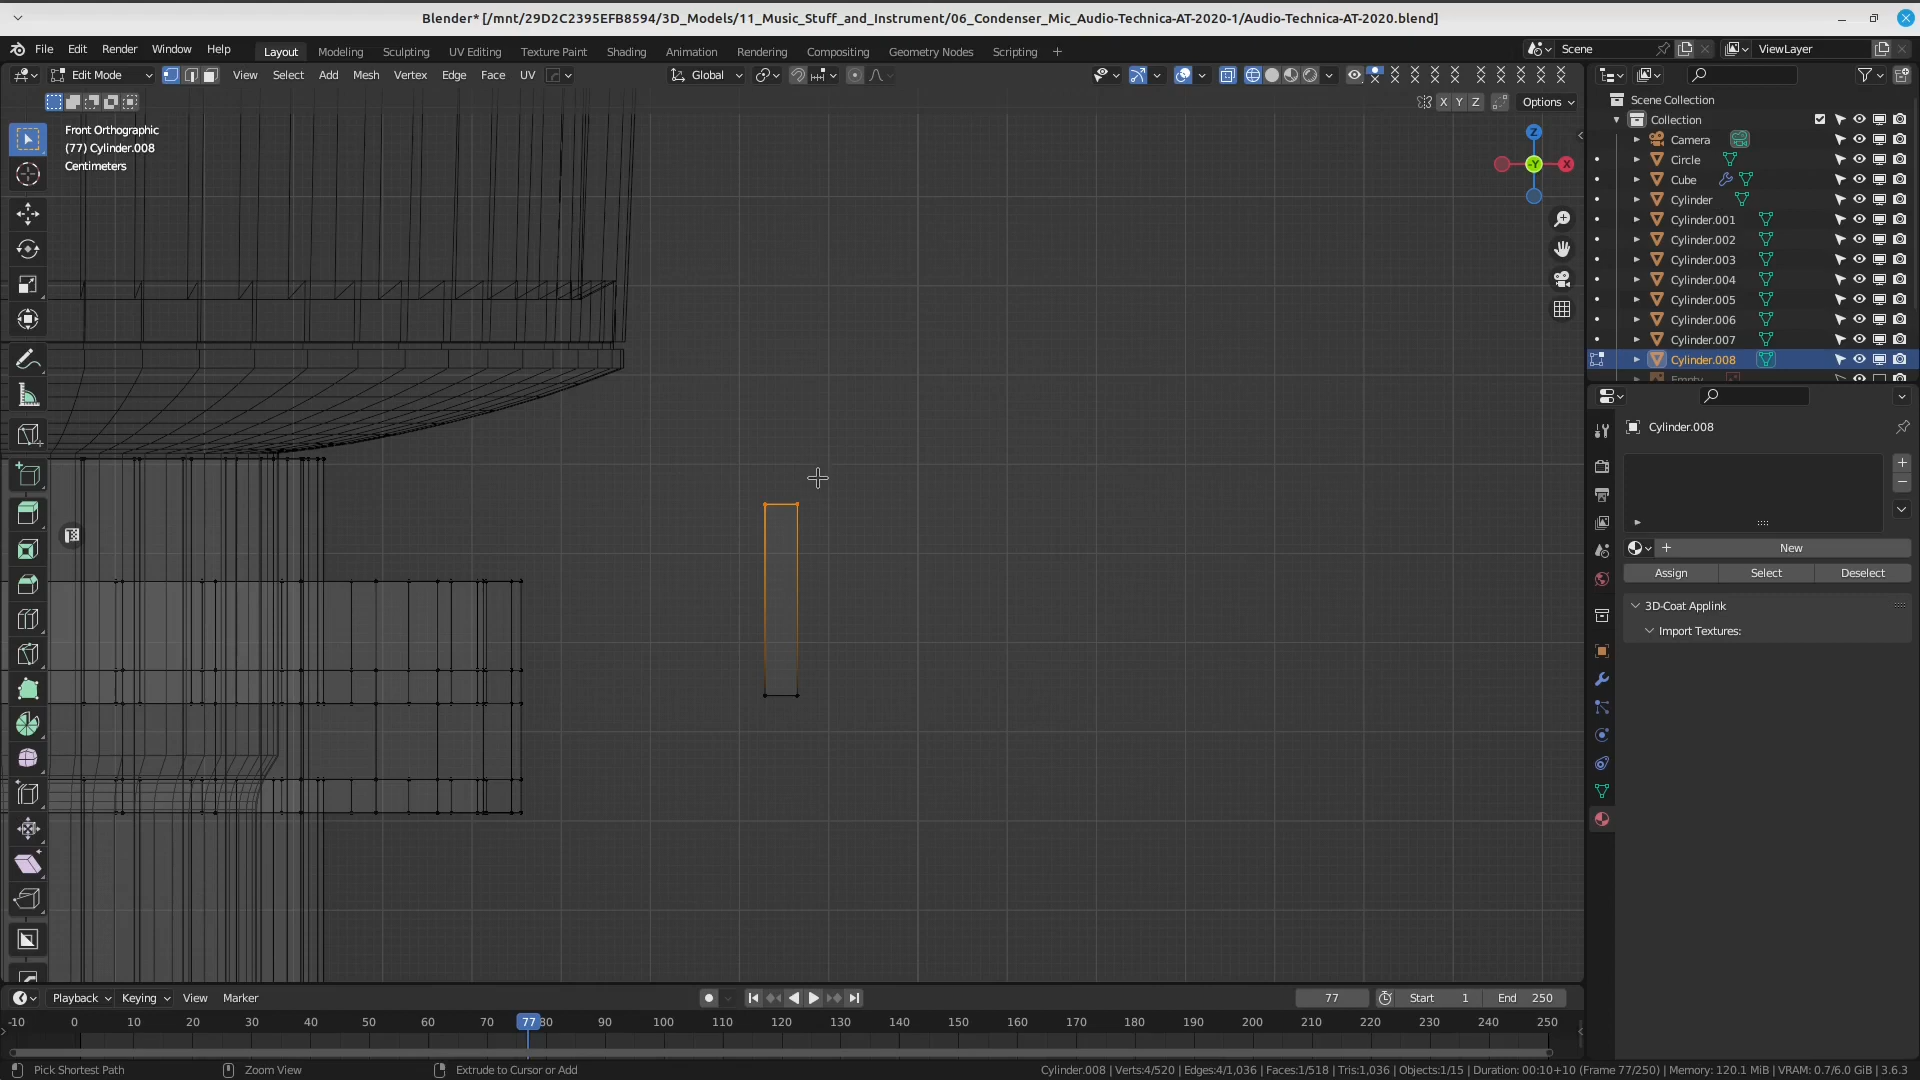 Blender* [/mnt/29D2C2395EFB8594/3D_Models/11_Music_Stuff_and_Instrument/06_Condenser_Mic_Audio-Technica-AT-2020-1/Audio-Technica-AT-2020.blend]
File Edit Render Window Help Layout Modeling Sculpting UV Editing Texture Paint Shading Animation Rendering Compositing Geometry Nodes Scripting + Scene ViewLayer
Edit Mode View Select Add Mesh Vertex Edge Face UV Global
X Y Z Options
Front Orthographic
(77) Cylinder.008
Centimeters
Z
-Y X
Scene Collection
Collection
Camera
Circle
Cube
Cylinder
Cylinder.001
Cylinder.002
Cylinder.003
Cylinder.004
Cylinder.005
Cylinder.006
Cylinder.007
Cylinder.008
Empty
Cylinder.008
New
Assign Select Deselect
3D-Coat Applink
Import Textures:
Playback Keying View Marker 77 Start 1 End 250
-10 0 10 20 30 40 50 60 70 77 80 90 100 110 120 130 140 150 160 170 180 190 200 210 220 230 240 250
Pick Shortest Path Zoom View Extrude to Cursor or Add Cylinder.008 | Verts:4/520 | Edges:4/1,036 | Faces:1/518 | Tris:1,036 | Objects:1/15 | Duration: 00:10+10 (Frame 77/250) | Memory: 120.1 MiB | VRAM: 0.7/6.0 GiB | 3.6.3